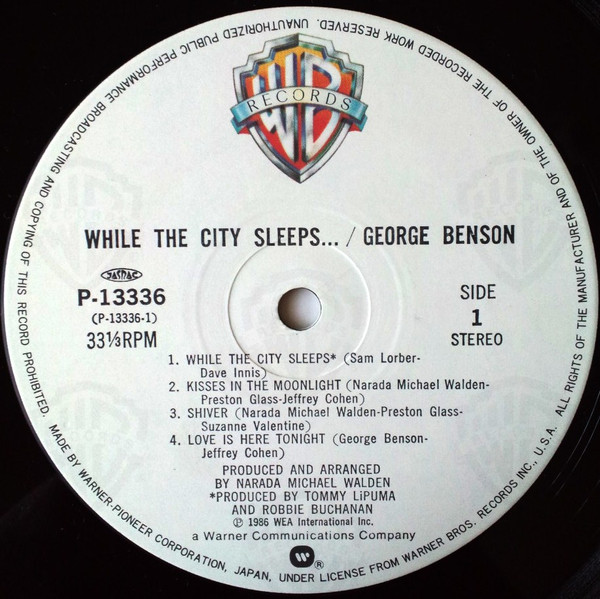 UNAUTHORIZED PUBLIC PERFORMANCE BROADCASTING AND COPYING OF THIS RECORD PROHIBITED. MADE BY WARNER-PIONEER CORPORATION, JAPAN, UNDER LICENSE FROM WARNER BROS. RECORDS INC., U.S.A. ALL RIGHTS OF THE MANUFACTURER AND OF THE OWNER OF THE RECORDED WORK RESERVED.
WB
RECORDS
WHILE THE CITY SLEEPS... / GEORGE BENSON
JASRAC
P-13336
(P-13336-1)
33⅓RPM
SIDE
1
STEREO
1. WHILE THE CITY SLEEPS* (Sam Lorber-
Dave Innis)
2. KISSES IN THE MOONLIGHT (Narada Michael Walden-
Preston Glass-Jeffrey Cohen)
3. SHIVER (Narada Michael Walden-Preston Glass-
Suzanne Valentine)
4. LOVE IS HERE TONIGHT (George Benson-
Jeffrey Cohen)
PRODUCED AND ARRANGED
BY NARADA MICHAEL WALDEN
*PRODUCED BY TOMMY LiPUMA
AND ROBBIE BUCHANAN
℗ 1986 WEA International Inc.
a Warner Communications Company
®